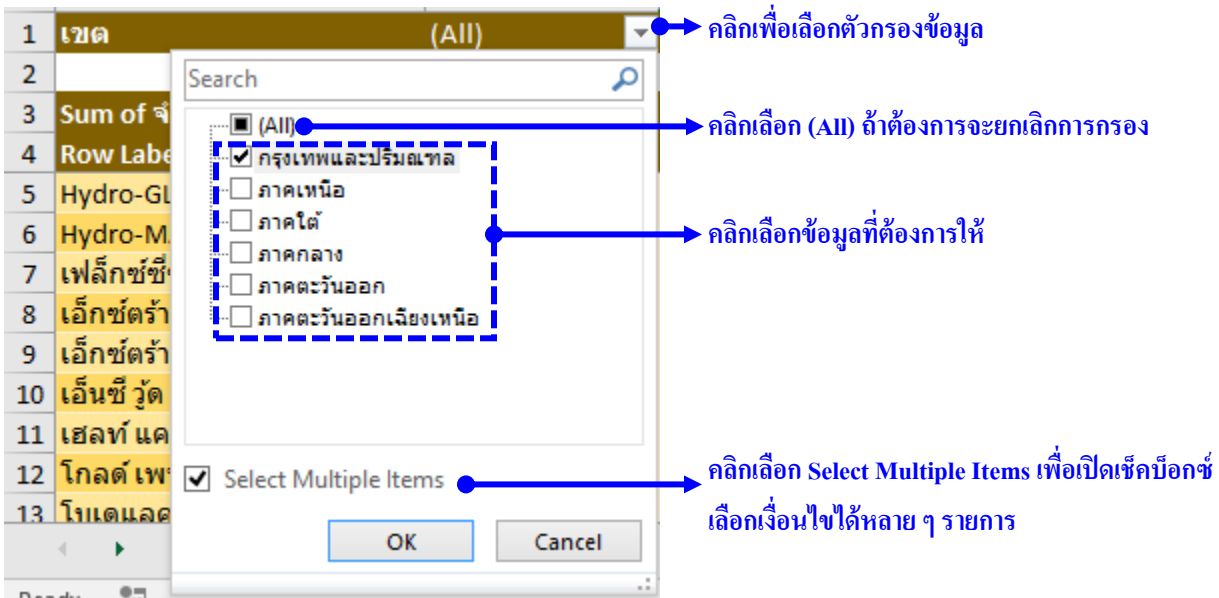 1 เขต (All)
คลิกเพื่อเลือกตัวกรองข้อมูล
2
Search
3 Sum of
(All)
คลิกเลือก (All) ถ้าต้องการจะยกเลิกการกรอง
4 Row Labe
กรุงเทพและปริมณฑล
5 Hydro-GL
ภาคเหนือ
6 Hydro-M
ภาคใต้
คลิกเลือกข้อมูลที่ต้องการให้
ภาคกลาง
7 เฟล็กซ์ซี
ภาคตะวันออก
8 เอ็กซ์ตร้า
ภาคตะวันออกเฉียงเหนือ
9 เอ็กซ์ตร้า
10 เอ็นซี วู้ด
11 เฮลท์ แค
12 โกลด์ เพ
Select Multiple Items
คลิกเลือก Select Multiple Items เพื่อเปิดเช็คบ็อกซ์
เลือกเงื่อนไขได้หลาย ๆ รายการ
13
OK Cancel